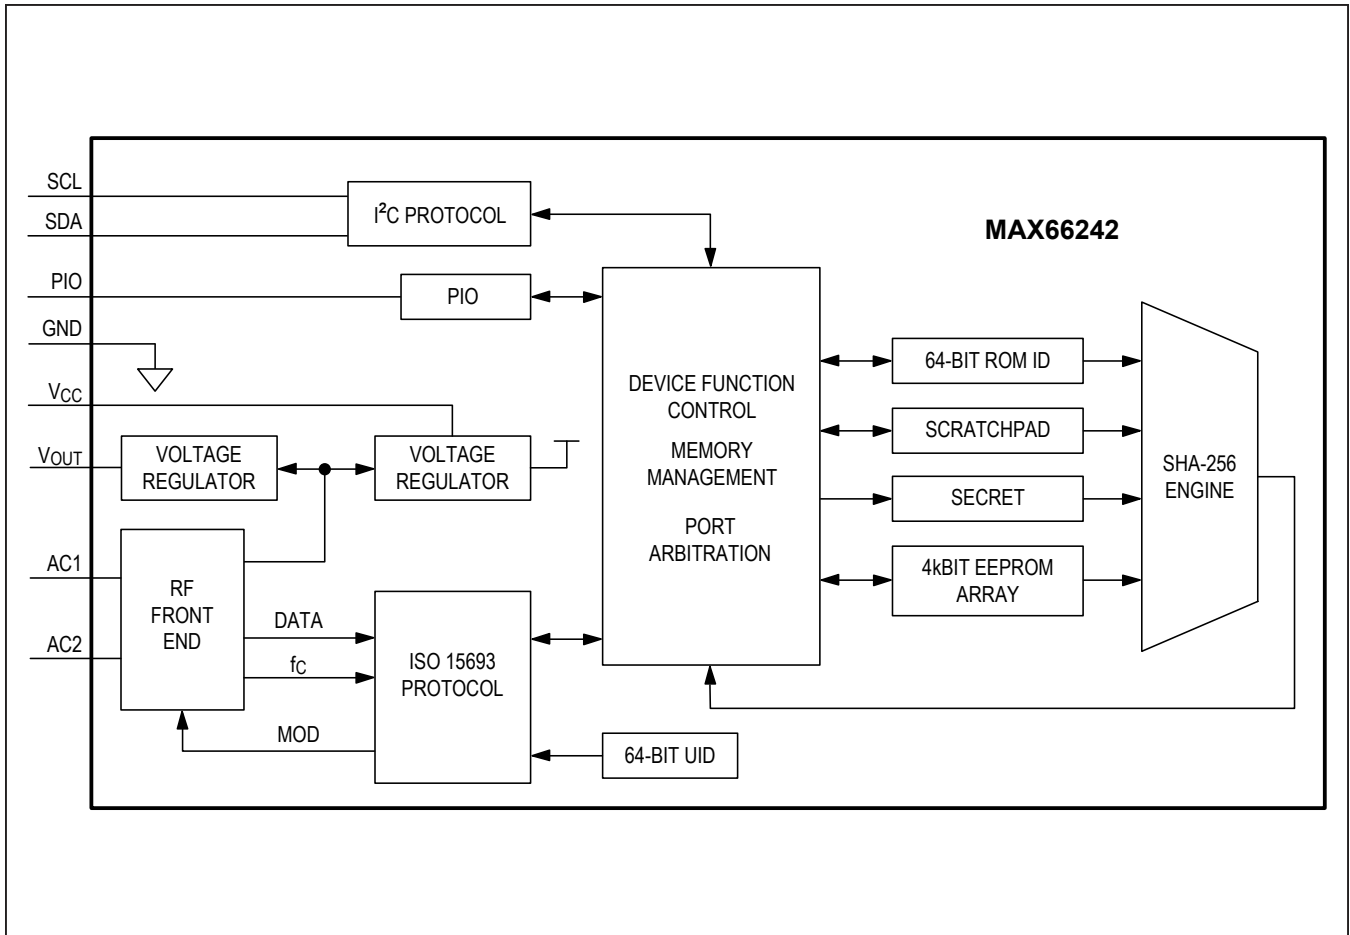 SCL
SDA
I²C PROTOCOL
MAX66242
PIO
PIO
GND
VCC
VOUT
VOLTAGE
REGULATOR
VOLTAGE
REGULATOR
AC1
AC2
RF
FRONT
END
DATA
fC
MOD
ISO 15693
PROTOCOL
64-BIT UID
DEVICE FUNCTION
CONTROL
MEMORY
MANAGEMENT
PORT
ARBITRATION
64-BIT ROM ID
SCRATCHPAD
SECRET
4kBIT EEPROM
ARRAY
SHA-256
ENGINE